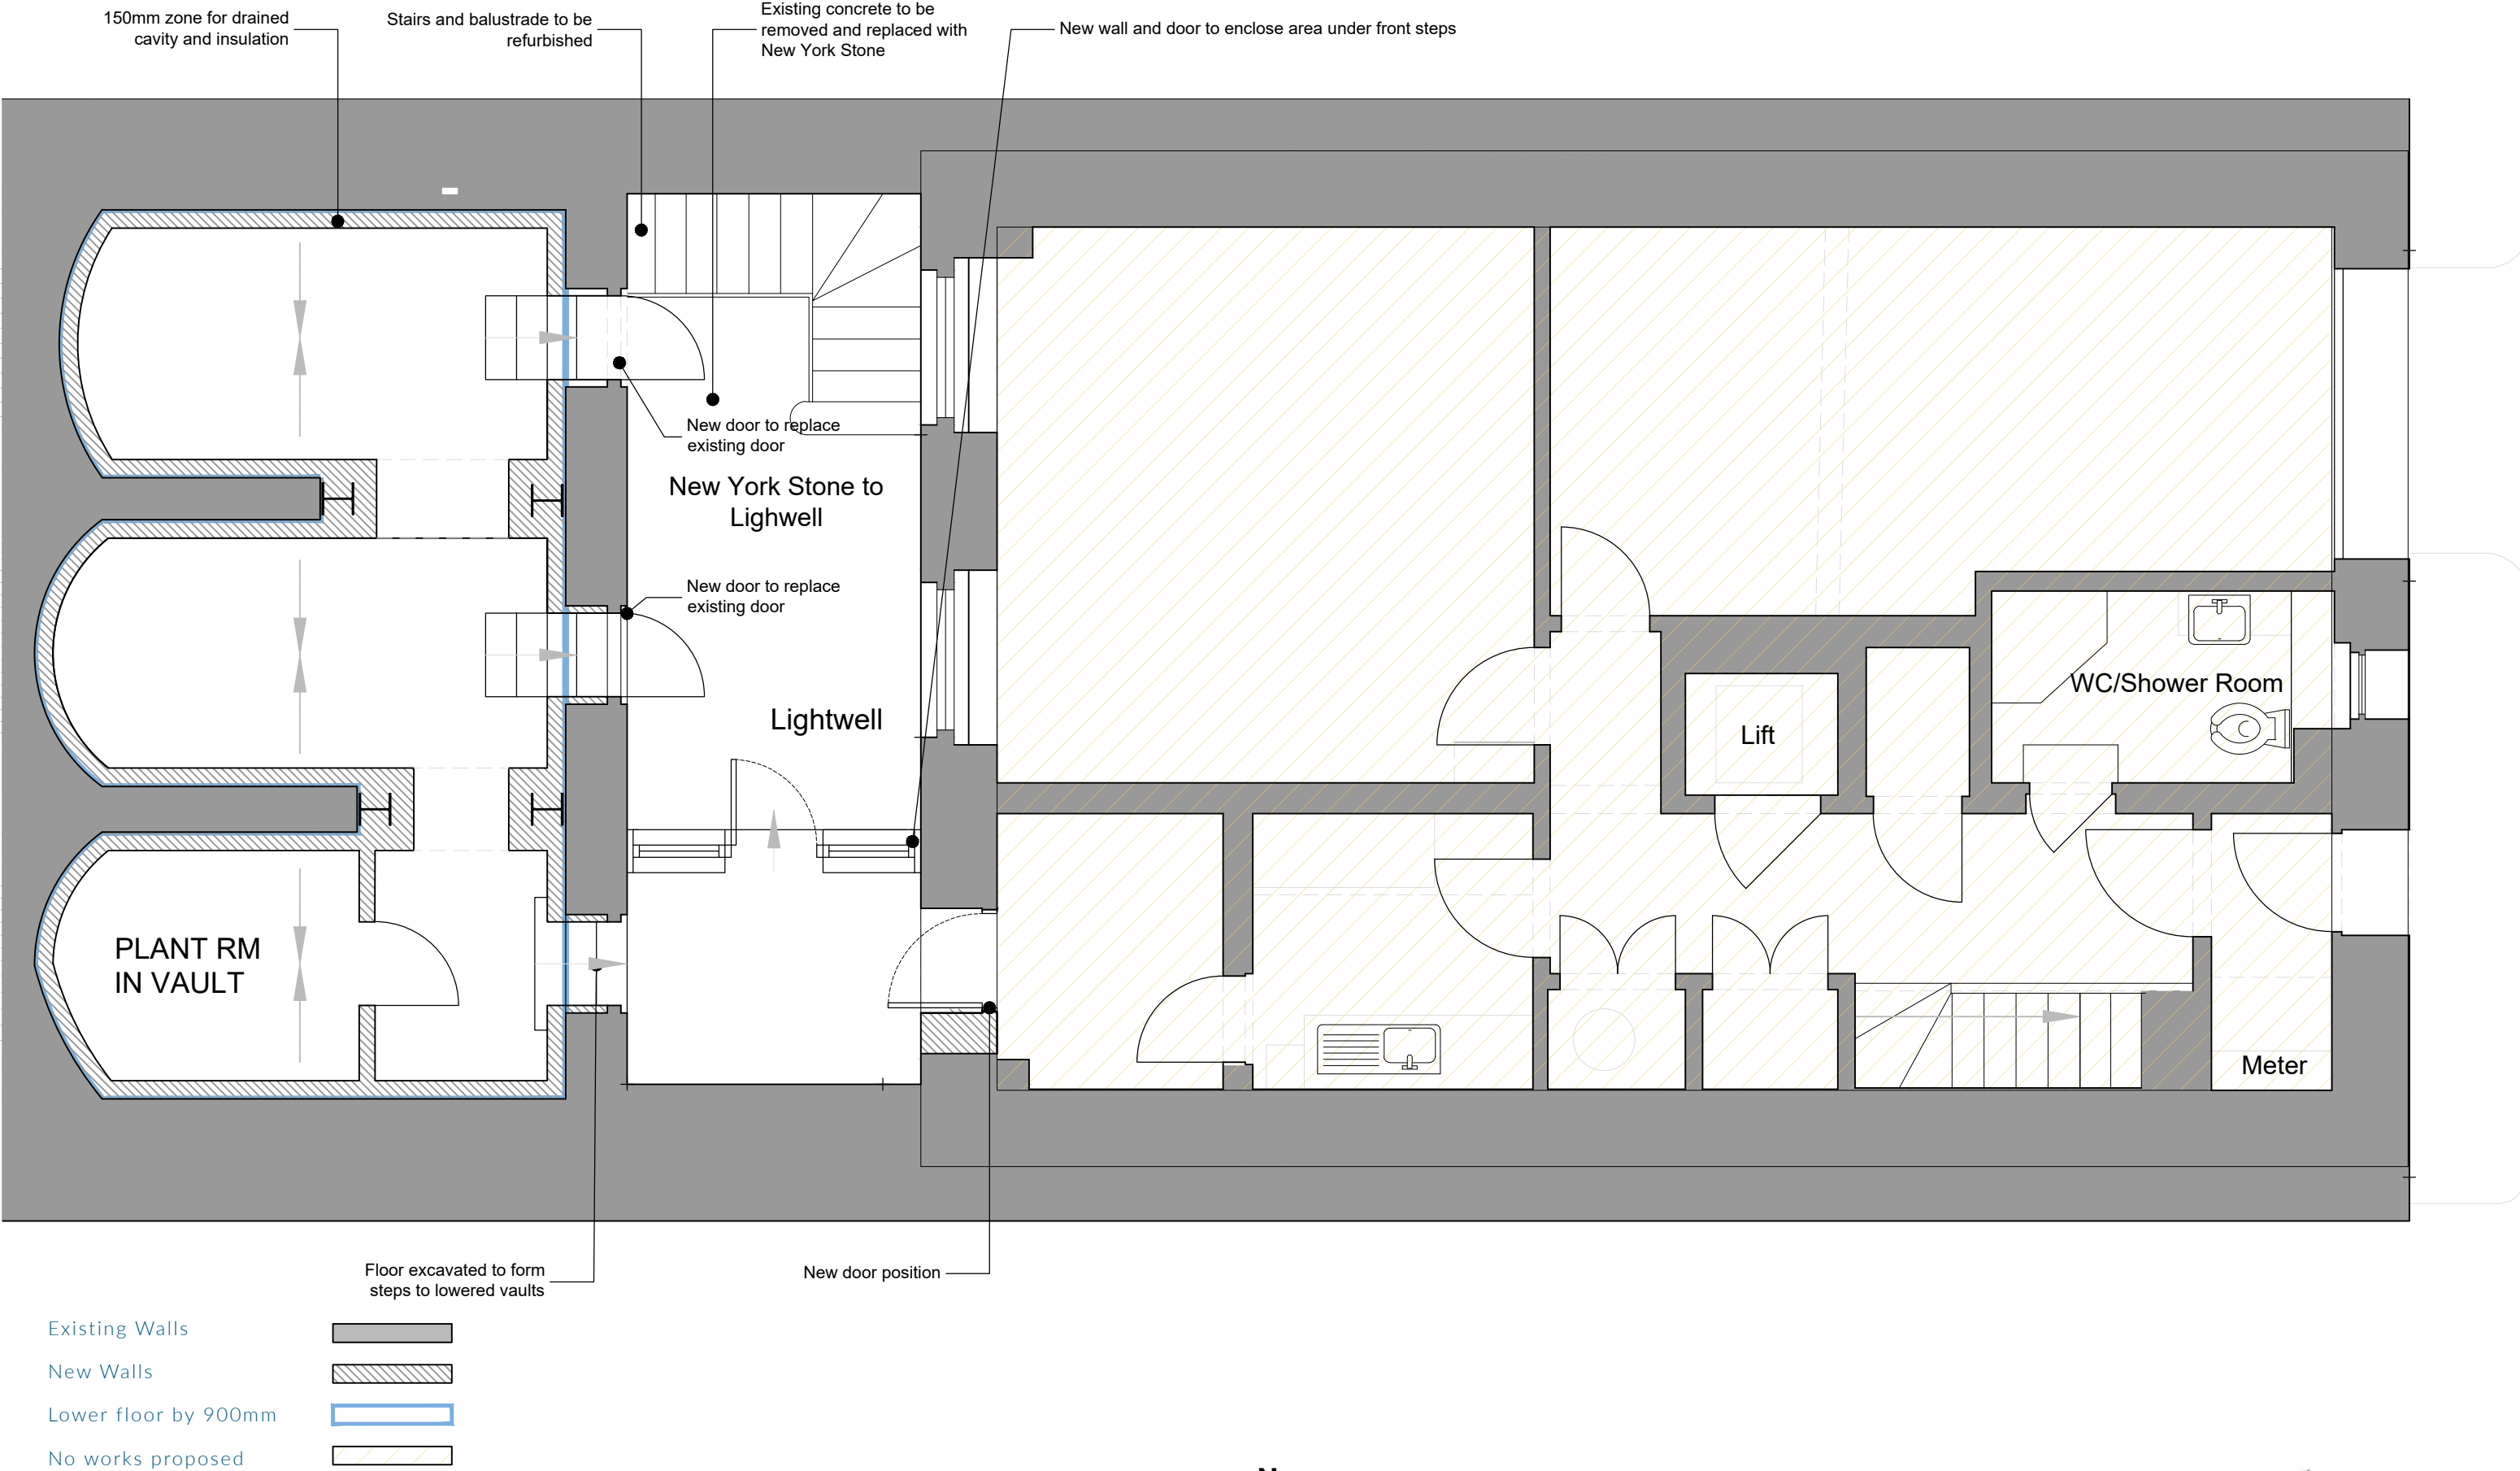 150mm zone for drained
cavity and insulation
Stairs and balustrade to be
refurbished
Existing concrete to be
removed and replaced with
New York Stone
New wall and door to enclose area under front steps
New door to replace
existing door
New York Stone to
Lighwell
New door to replace
existing door
Lightwell
WC/Shower Room
Lift
PLANT RM
IN VAULT
Meter
Floor excavated to form
steps to lowered vaults
New door position
Existing Walls
New Walls
Lower floor by 900mm
No works proposed
N